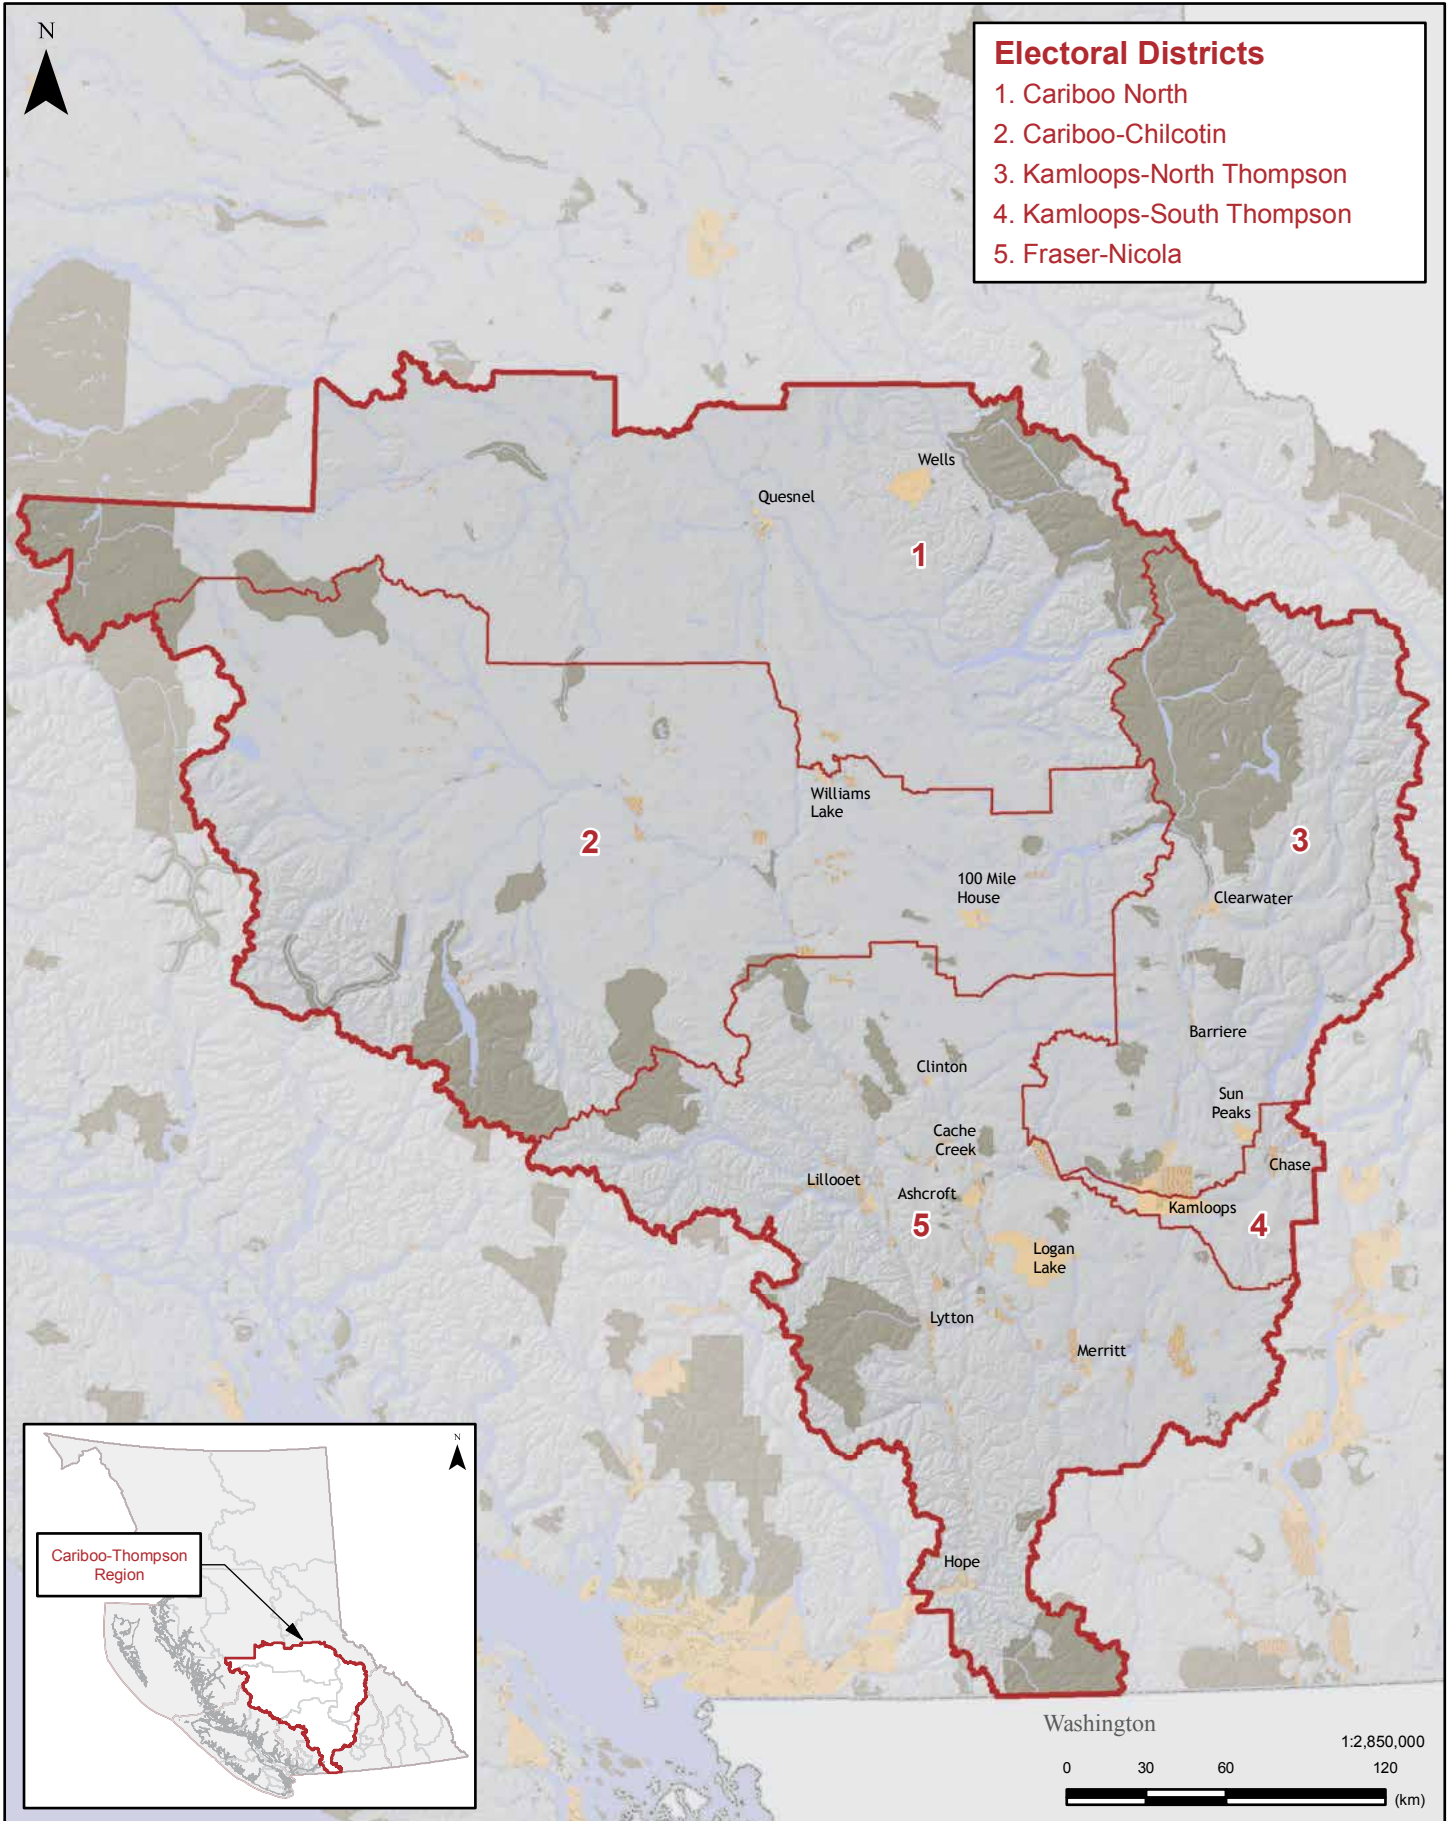 N
Electoral Districts
1. Cariboo North
2. Cariboo-Chilcotin
3. Kamloops-North Thompson
4. Kamloops-South Thompson
5. Fraser-Nicola
Wells
Quesnel
1
Williams
Lake
2
3
100 Mile
House
Clearwater
Barriere
Clinton
Sun
Peaks
Cache
Creek
Chase
Lillooet
Ashcroft
Kamloops
5
4
Logan
Lake
Lytton
Merritt
Hope
N
Cariboo-Thompson
Region
Washington
1:2,850,000
0 30 60 120
(km)